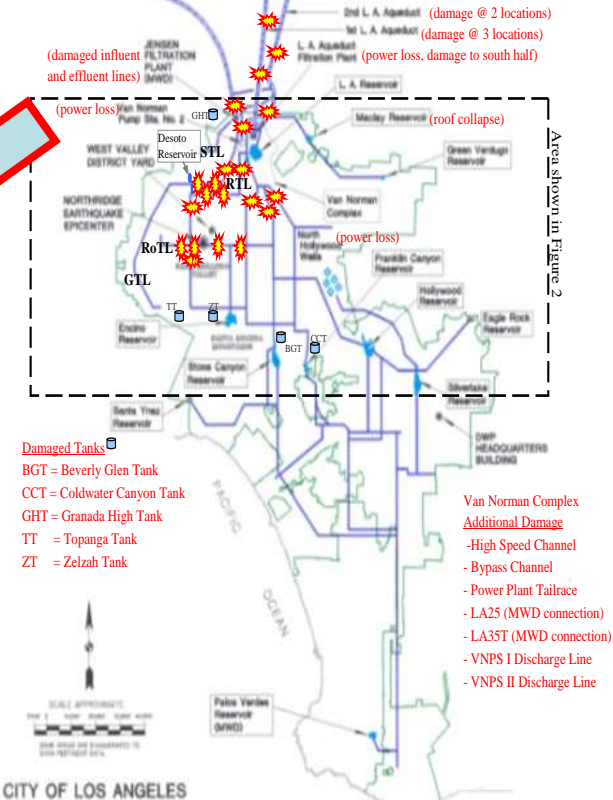 2nd L. A. Aqueduct (damage @ 2 locations)
1st L. A. Aqueduct (damage @ 3 locations)
L. A. Aqueduct
Filtration Plant (power loss, damage to south half)
JENSEN
FILTRATION
PLANT
(MWD)
(damaged influent
and effluent lines)
L. A. Reservoir
(power loss)
Van Norman
Pump Sta. No. 2
GHT
Maclay Reservoir (roof collapse)
Desoto
Reservoir
STL
WEST VALLEY
DISTRICT YARD
Green Verdugo
Reservoir
RTL
NORTHRIDGE
EARTHQUAKE
EPICENTER
Van Norman
Complex
Area shown in Figure 2
RoTL
North
Hollywood
Wells
(power loss)
Franklin Canyon
Reservoir
GTL
Hollywood
Reservoir
TT
ZT
Encino
Reservoir
Eagle Rock
Reservoir
BGT
CCT
Stone Canyon
Reservoir
Silverlake
Reservoir
Santa Ynez
Reservoir
DWP
HEADQUARTERS
BUILDING
Damaged Tanks
BGT = Beverly Glen Tank
CCT = Coldwater Canyon Tank
GHT = Granada High Tank
TT = Topanga Tank
ZT = Zelzah Tank
PACIFIC
OCEAN
Van Norman Complex
Additional Damage
-High Speed Channel
- Bypass Channel
- Power Plant Tailrace
- LA25 (MWD connection)
- LA35T (MWD connection)
- VNPS I Discharge Line
- VNPS II Discharge Line
SCALE APPROXIMATE
Palos Verdes
Reservoir
(MWD)
CITY OF LOS ANGELES